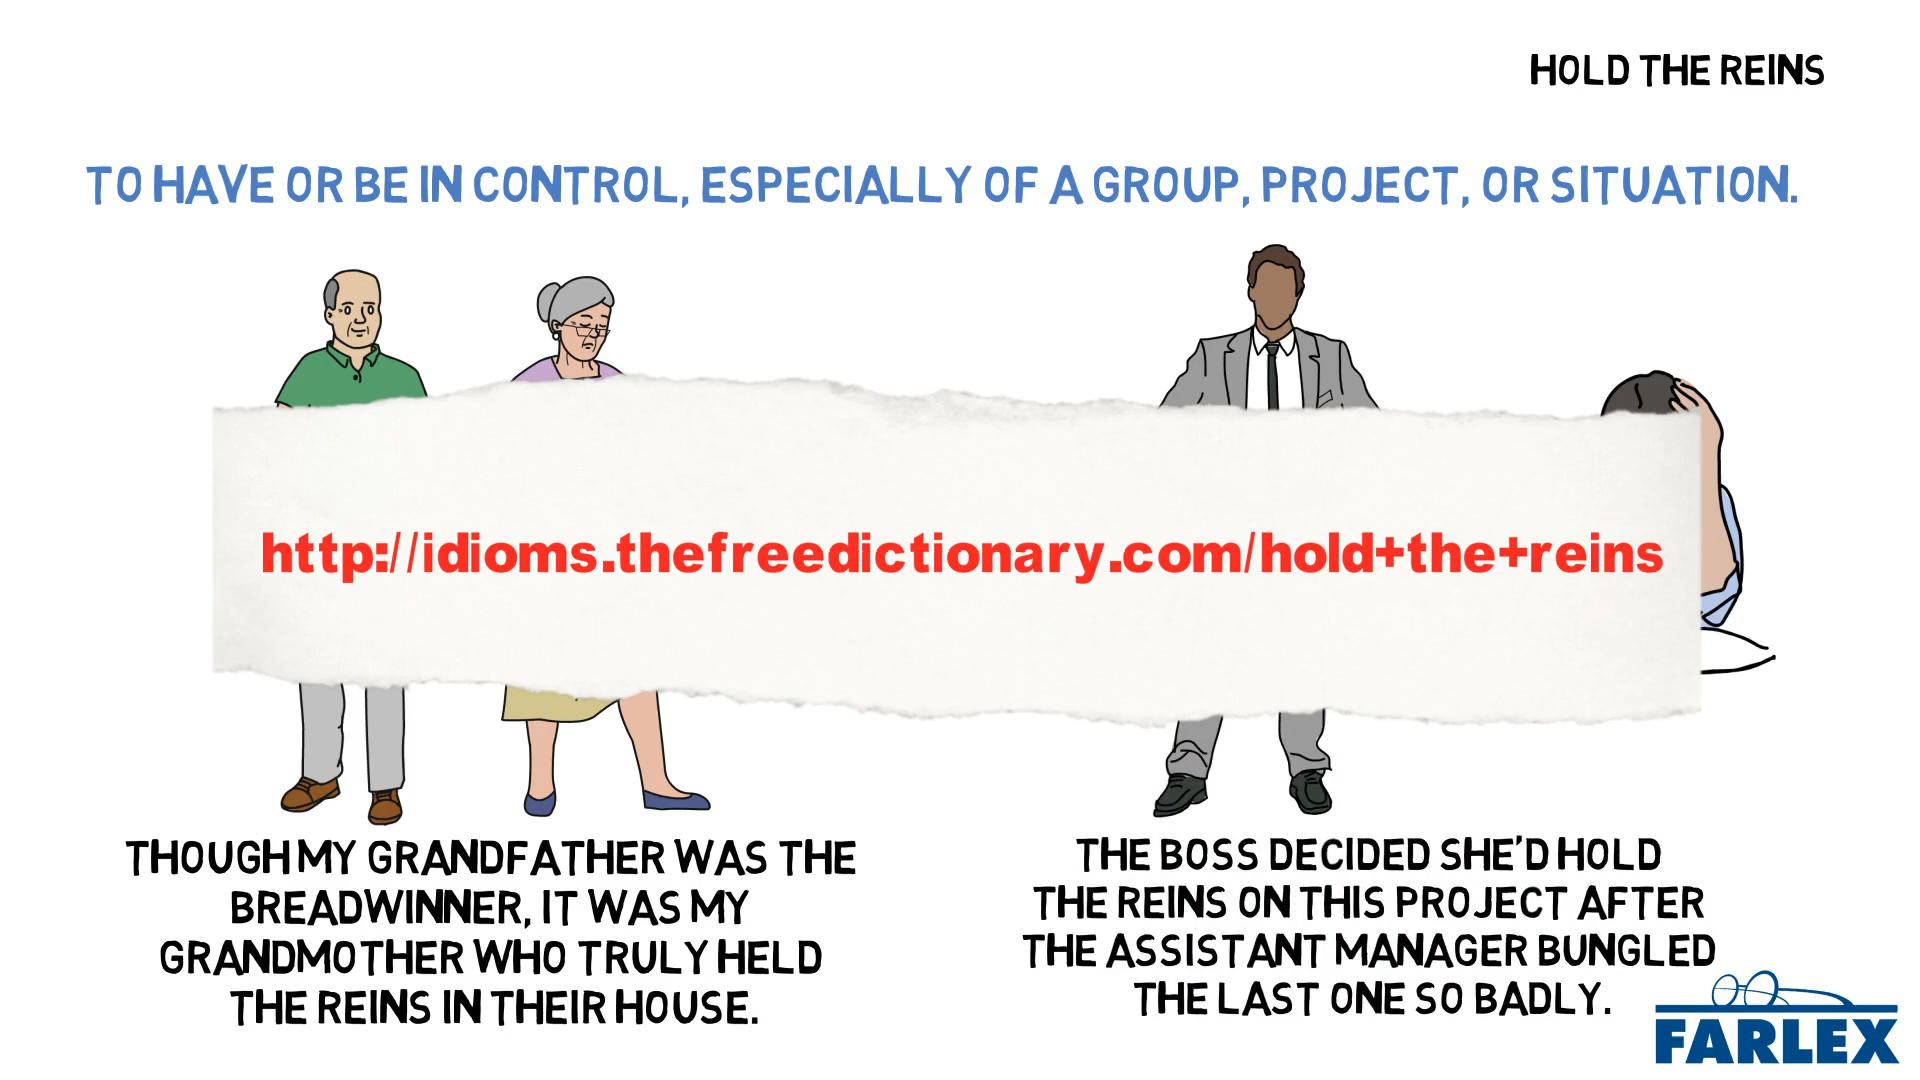 HOLD THE REINS
TO HAVE OR BE IN CONTROL, ESPECIALLY OF A GROUP, PROJECT, OR SITUATION.
http://idioms.thefreedictionary.com/hold+the+reins
THOUGH MY GRANDFATHER WAS THE
BREADWINNER, IT WAS MY
GRANDMOTHER WHO TRULY HELD
THE REINS IN THEIR HOUSE.
THE BOSS DECIDED SHE'D HOLD
THE REINS ON THIS PROJECT AFTER
THE ASSISTANT MANAGER BUNGLED
THE LAST ONE SO BADLY.
FARLEX